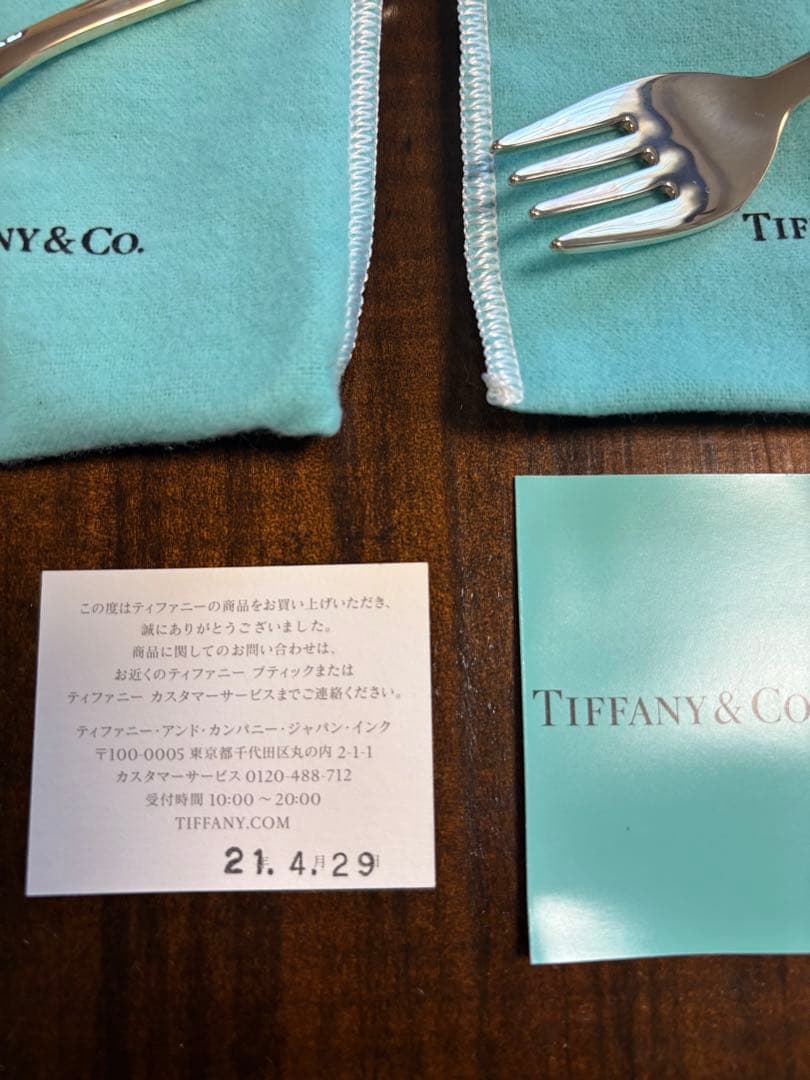 NY & CO.
TIF
この度はティファニーの商品をお買い上げいただき、
誠にありがとうございました。
商品に関してのお問い合わせは、
お近くのティファニー ブティックまたは
ティファニー カスタマーサービスまでご連絡ください。
ティファニー・アンド・カンパニー・ジャパン・インク
〒100-0005 東京都千代田区丸の内 2-1-1
カスタマーサービス 0120-488-712
受付時間 10:00 〜 20:00
TIFFANY.COM
21年 4.月 29日
TIFFANY & CO